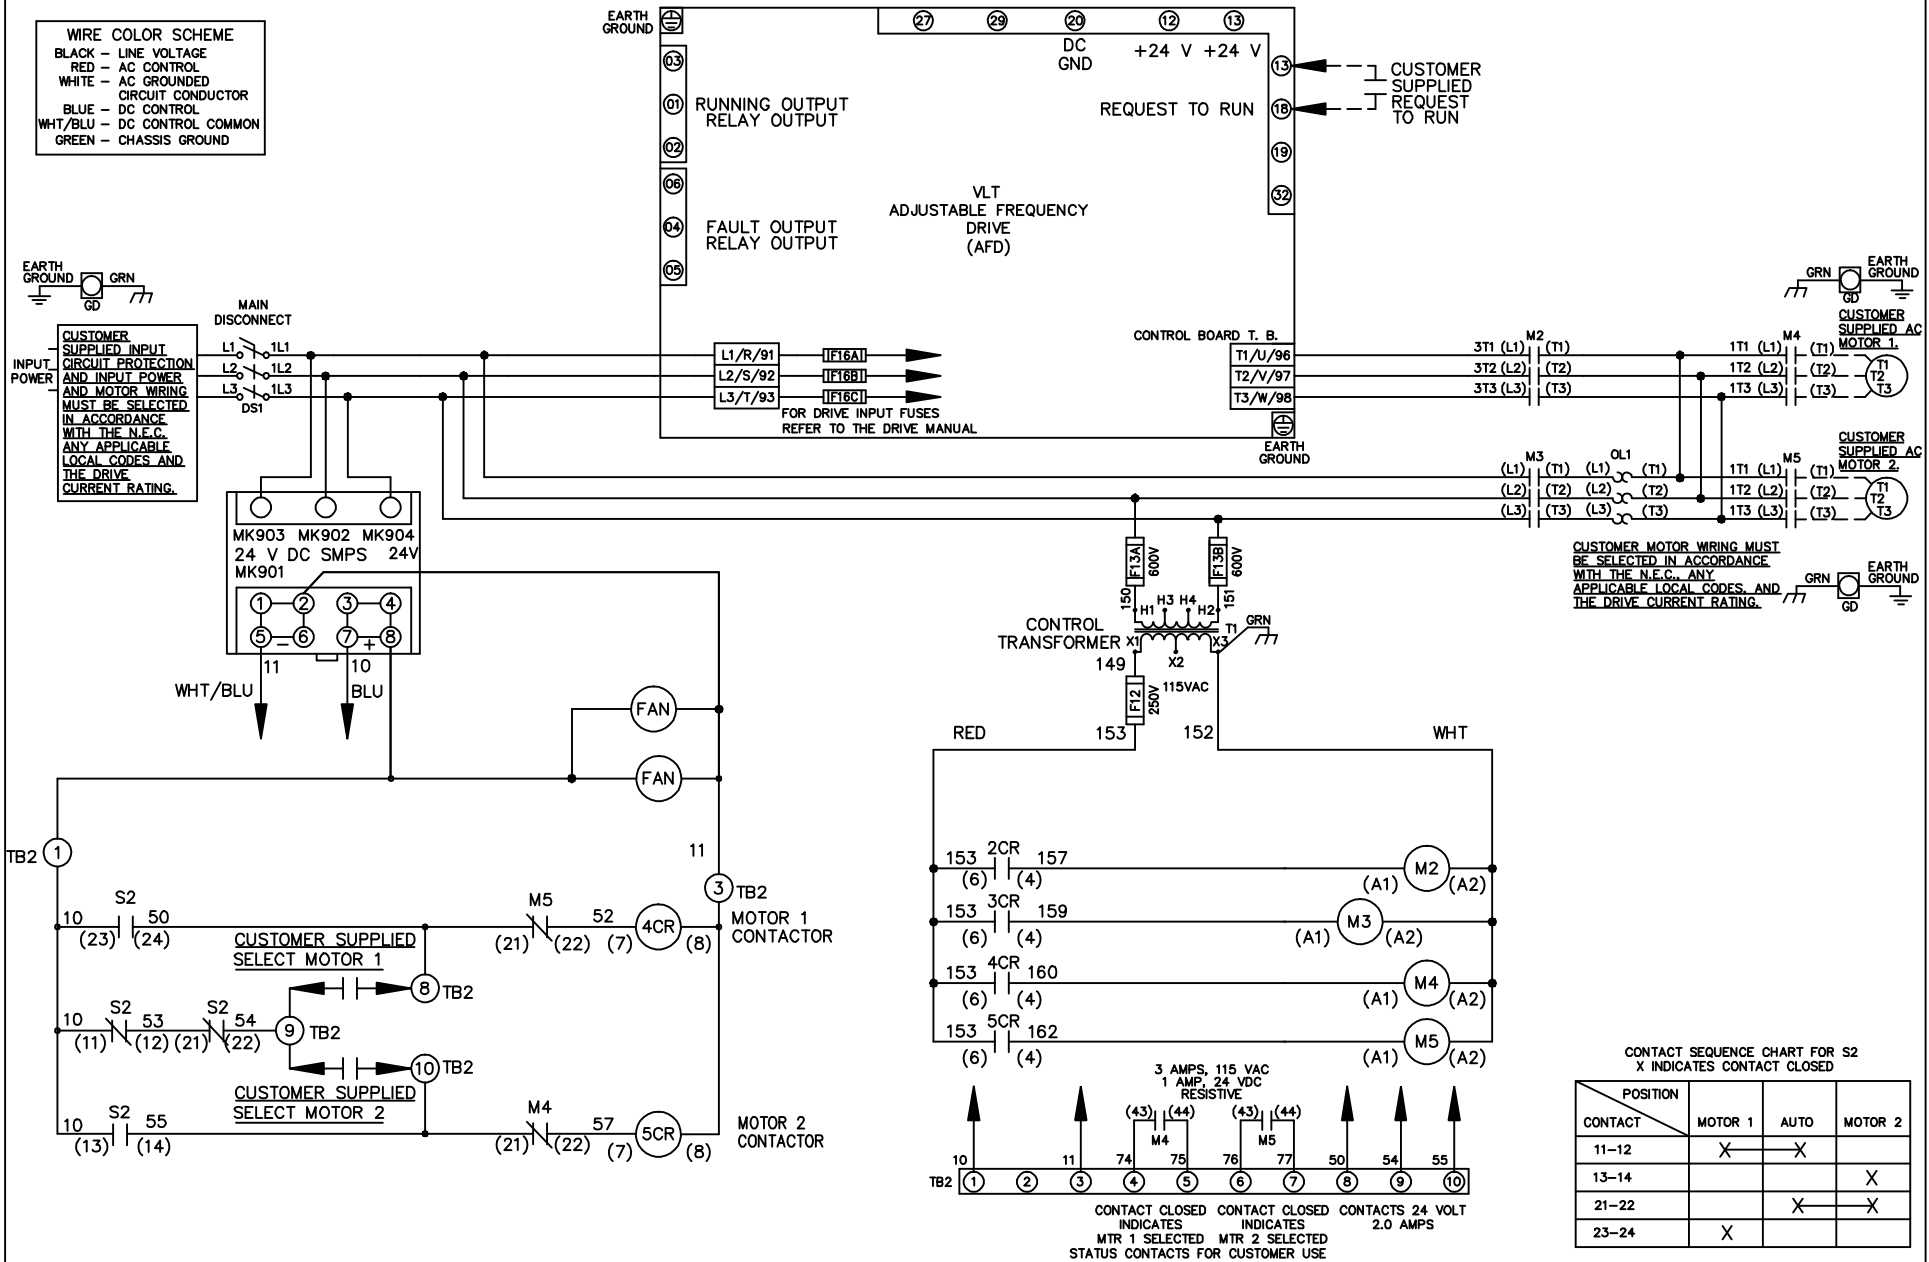 WIRE COLOR SCHEME
BLACK – LINE VOLTAGE
RED – AC CONTROL
WHITE – AC GROUNDED
CIRCUIT CONDUCTOR
BLUE – DC CONTROL
WHT/BLU – DC CONTROL COMMON
GREEN – CHASSIS GROUND
EARTH
GROUND
03
01
02
RUNNING OUTPUT
RELAY OUTPUT
06
04
05
FAULT OUTPUT
RELAY OUTPUT
27 29 20 12 13
DC
GND
+24 V +24 V
13
18
19
32
REQUEST TO RUN
CUSTOMER
SUPPLIED
REQUEST
TO RUN
VLT
ADJUSTABLE FREQUENCY
DRIVE
(AFD)
EARTH
GROUND
GRN
GD
INPUT
POWER
CUSTOMER
SUPPLIED INPUT
CIRCUIT PROTECTION
AND INPUT POWER
AND MOTOR WIRING
MUST BE SELECTED
IN ACCORDANCE
WITH THE N.E.C.
ANY APPLICABLE
LOCAL CODES AND
THE DRIVE
CURRENT RATING.
MAIN
DISCONNECT
L1 1L1
L2 1L2
L3 1L3
DS1
L1/R/91 F16A
L2/S/92 F16B
L3/T/93 F16C
FOR DRIVE INPUT FUSES
REFER TO THE DRIVE MANUAL
CONTROL BOARD T. B.
T1/U/96
T2/V/97
T3/W/98
EARTH
GROUND
M2
3T1 (L1) (T1)
3T2 (L2) (T2)
3T3 (L3) (T3)
M4
1T1 (L1) (T1)
1T2 (L2) (T2)
1T3 (L3) (T3)
GRN
GD
EARTH
GROUND
CUSTOMER
SUPPLIED AC
MOTOR 1.
T1
T2
T3
M3 OL1
(L1) (T1) (L1) (T1)
(L2) (T2) (L2) (T2)
(L3) (T3) (L3) (T3)
M5
1T1 (L1) (T1)
1T2 (L2) (T2)
1T3 (L3) (T3)
CUSTOMER
SUPPLIED AC
MOTOR 2.
T1
T2
T3
CUSTOMER MOTOR WIRING MUST
BE SELECTED IN ACCORDANCE
WITH THE N.E.C., ANY
APPLICABLE LOCAL CODES, AND
THE DRIVE CURRENT RATING.
GRN
GD
EARTH
GROUND
MK903 MK902 MK904
24 V DC SMPS 24V
MK901
1 2 3 4
5 – 6 7 + 8
11 10
WHT/BLU BLU
FAN
FAN
TB2 1
11
3 TB2
S2
10 50
(23) (24)
M5
(21) (22)
52
(7) 4CR (8)
MOTOR 1
CONTACTOR
CUSTOMER SUPPLIED
SELECT MOTOR 1
8 TB2
S2 S2
10 53 54
(11) (12) (21) (22)
9 TB2
10 TB2
CUSTOMER SUPPLIED
SELECT MOTOR 2
S2
10 55
(13) (14)
M4
(21) (22)
57
(7) 5CR (8)
MOTOR 2
CONTACTOR
F13A
600V
F13B
600V
150 151
H1 H3 H4 H2
CONTROL
TRANSFORMER
T1
X1 X2 X3
GRN
149
115VAC
F12
250V
153 152
RED WHT
153 2CR 157
(6) (4)
(A1) M2 (A2)
153 3CR 159
(6) (4)
(A1) M3 (A2)
153 4CR 160
(6) (4)
(A1) M4 (A2)
153 5CR 162
(6) (4)
(A1) M5 (A2)
3 AMPS, 115 VAC
1 AMP, 24 VDC
RESISTIVE
(43) (44) (43) (44)
M4 M5
10 11 74 75 76 77 50 54 55
TB2 1 2 3 4 5 6 7 8 9 10
CONTACT CLOSED
INDICATES
MTR 1 SELECTED
CONTACT CLOSED
INDICATES
MTR 2 SELECTED
CONTACTS 24 VOLT
2.0 AMPS
STATUS CONTACTS FOR CUSTOMER USE
CONTACT SEQUENCE CHART FOR S2
X INDICATES CONTACT CLOSED
POSITION
CONTACT MOTOR 1 AUTO MOTOR 2
11–12 X X
13–14 X
21–22 X X
23–24 X